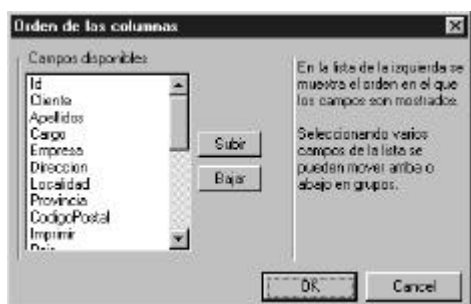 Orden de las columnas
Campos disponibles
Id
Cliente
Apellidos
Cargo
Empresa
Direccion
Localidad
Provincia
CodigoPostal
Imprimir
Subir
Bajar
En la lista de la izquierda se
muestra el orden en el que
los campos son mostrados.
Seleccionando varios
campos de la lista se
pueden mover arriba o
abajo en grupos.
OK
Cancel